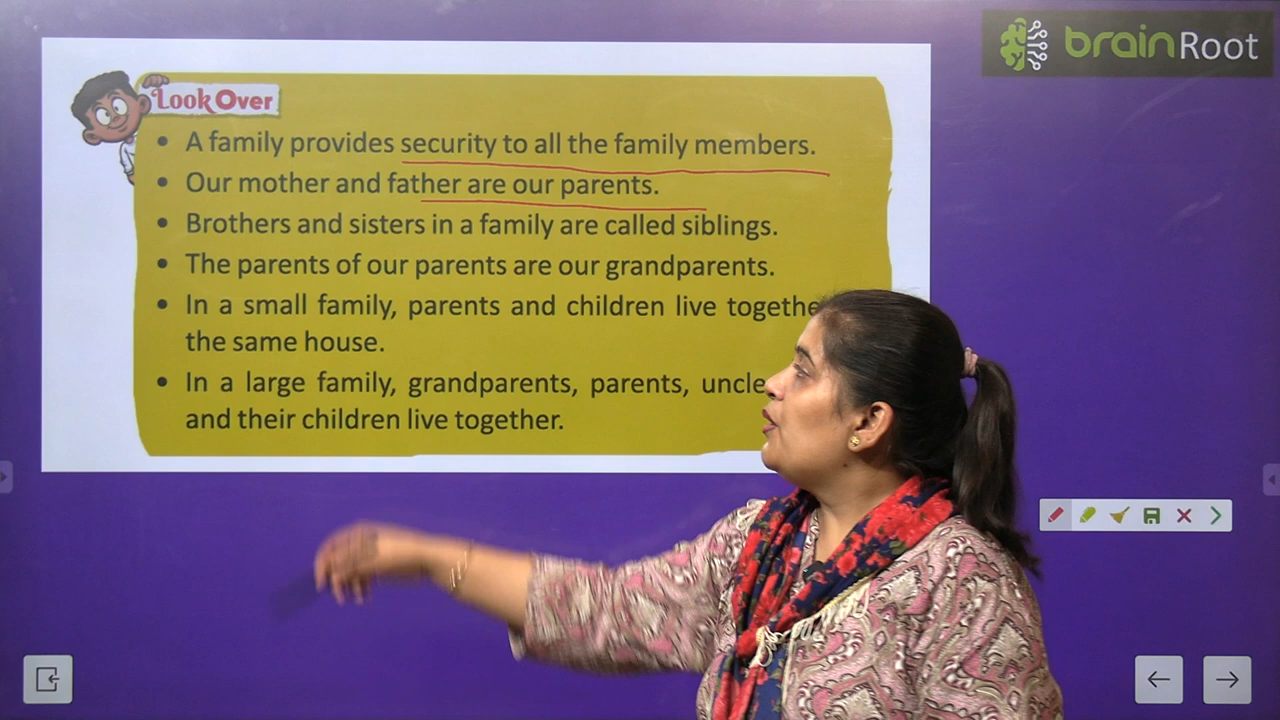 brainRoot
Look Over
• A family provides security to all the family members.
• Our mother and father are our parents.
• Brothers and sisters in a family are called siblings.
• The parents of our parents are our grandparents.
• In a small family, parents and children live
the same house.
• In a large family, grandparents, parents,
and their children live together.